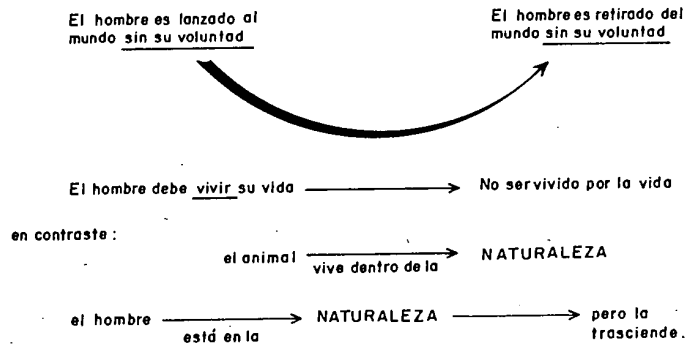 El hombre es lanzado al
mundo sin su voluntad
El hombre es retirado del
mundo sin su voluntad
El hombre debe vivir su vida
No ser vivido por la vida
en contraste:
el animal vive dentro de la NATURALEZA
el hombre está en la NATURALEZA pero la
trasciende.